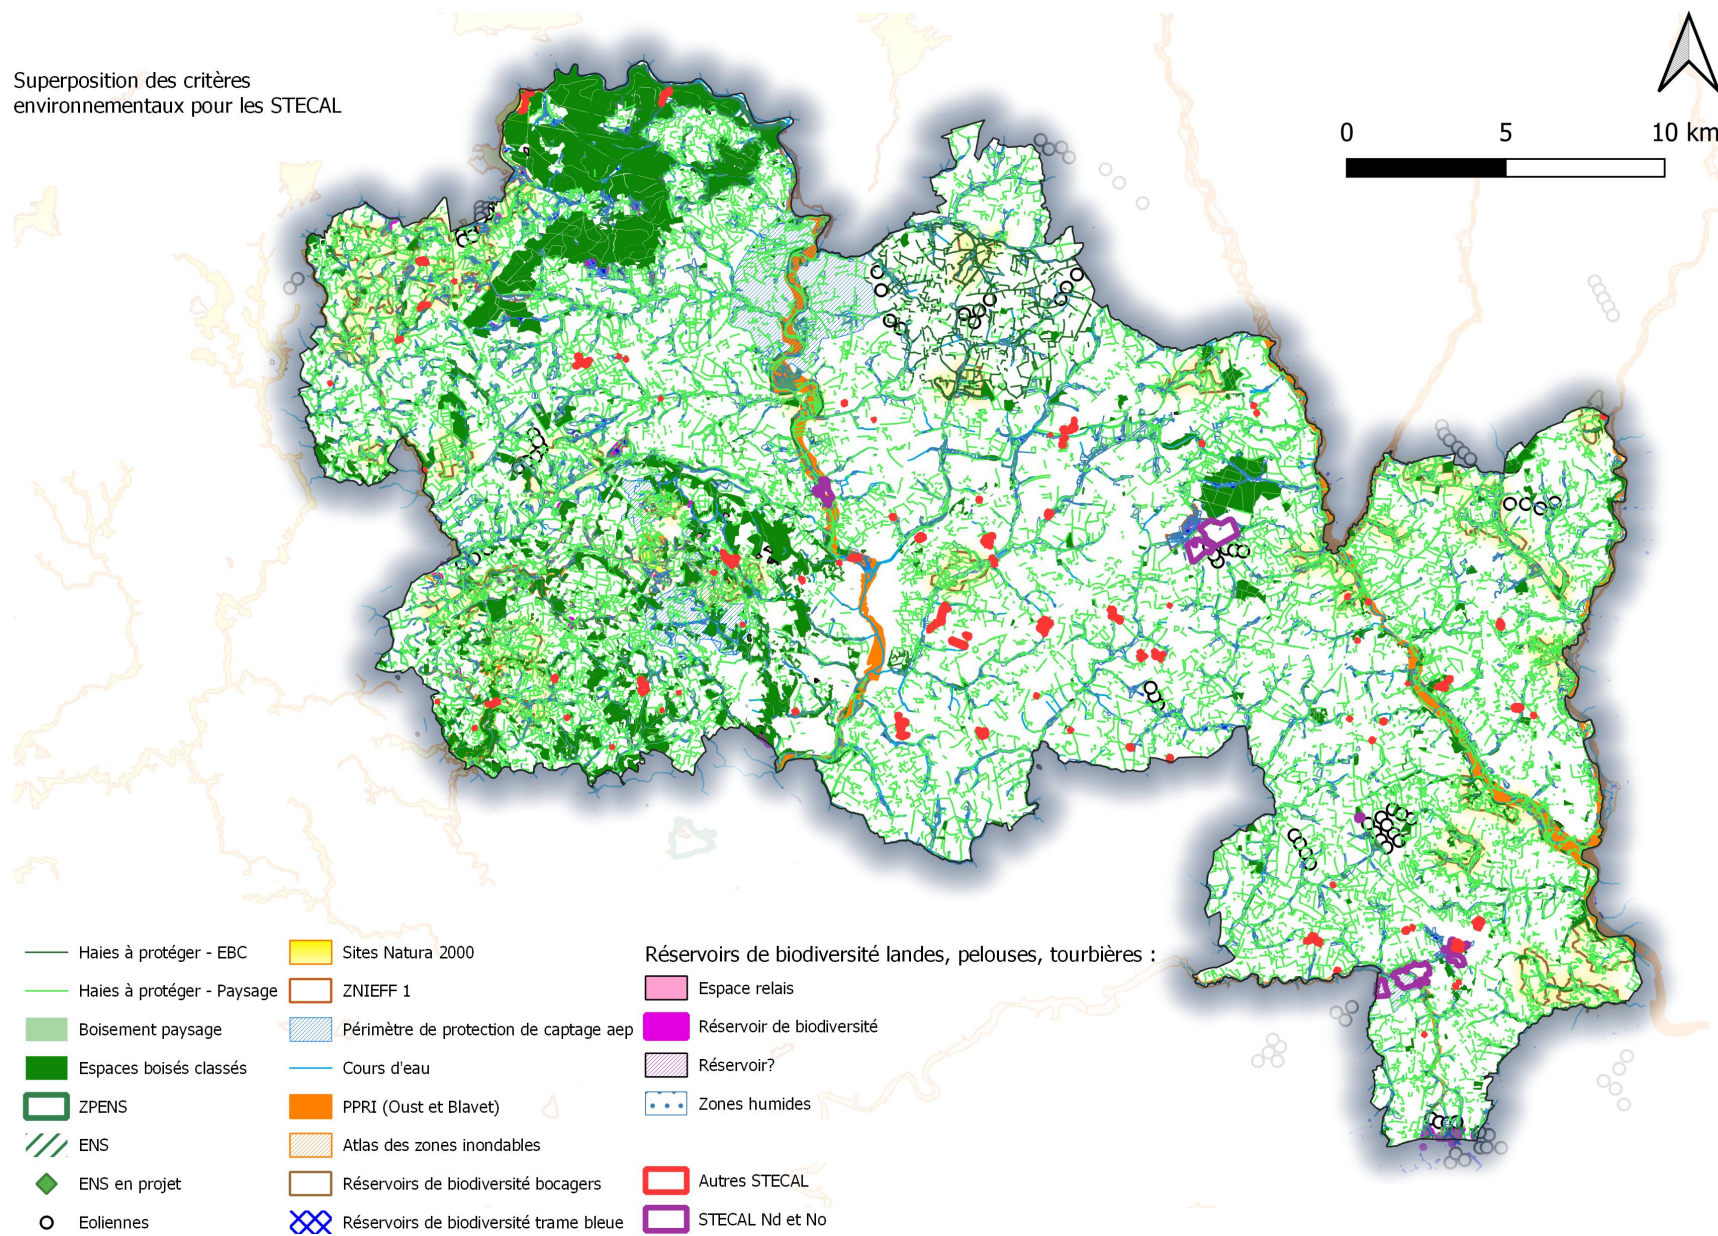 Superposition des critères
environnementaux pour les STECAL
0 5 10 km
Haies à protéger - EBC
Haies à protéger - Paysage
Boisement paysage
Espaces boisés classés
ZPENS
ENS
ENS en projet
Eoliennes
Sites Natura 2000
ZNIEFF 1
Périmètre de protection de captage aep
Cours d'eau
PPRI (Oust et Blavet)
Atlas des zones inondables
Réservoirs de biodiversité bocagers
Réservoirs de biodiversité trame bleue
Réservoirs de biodiversité landes, pelouses, tourbières :
Espace relais
Réservoir de biodiversité
Réservoir?
Zones humides
Autres STECAL
STECAL Nd et No